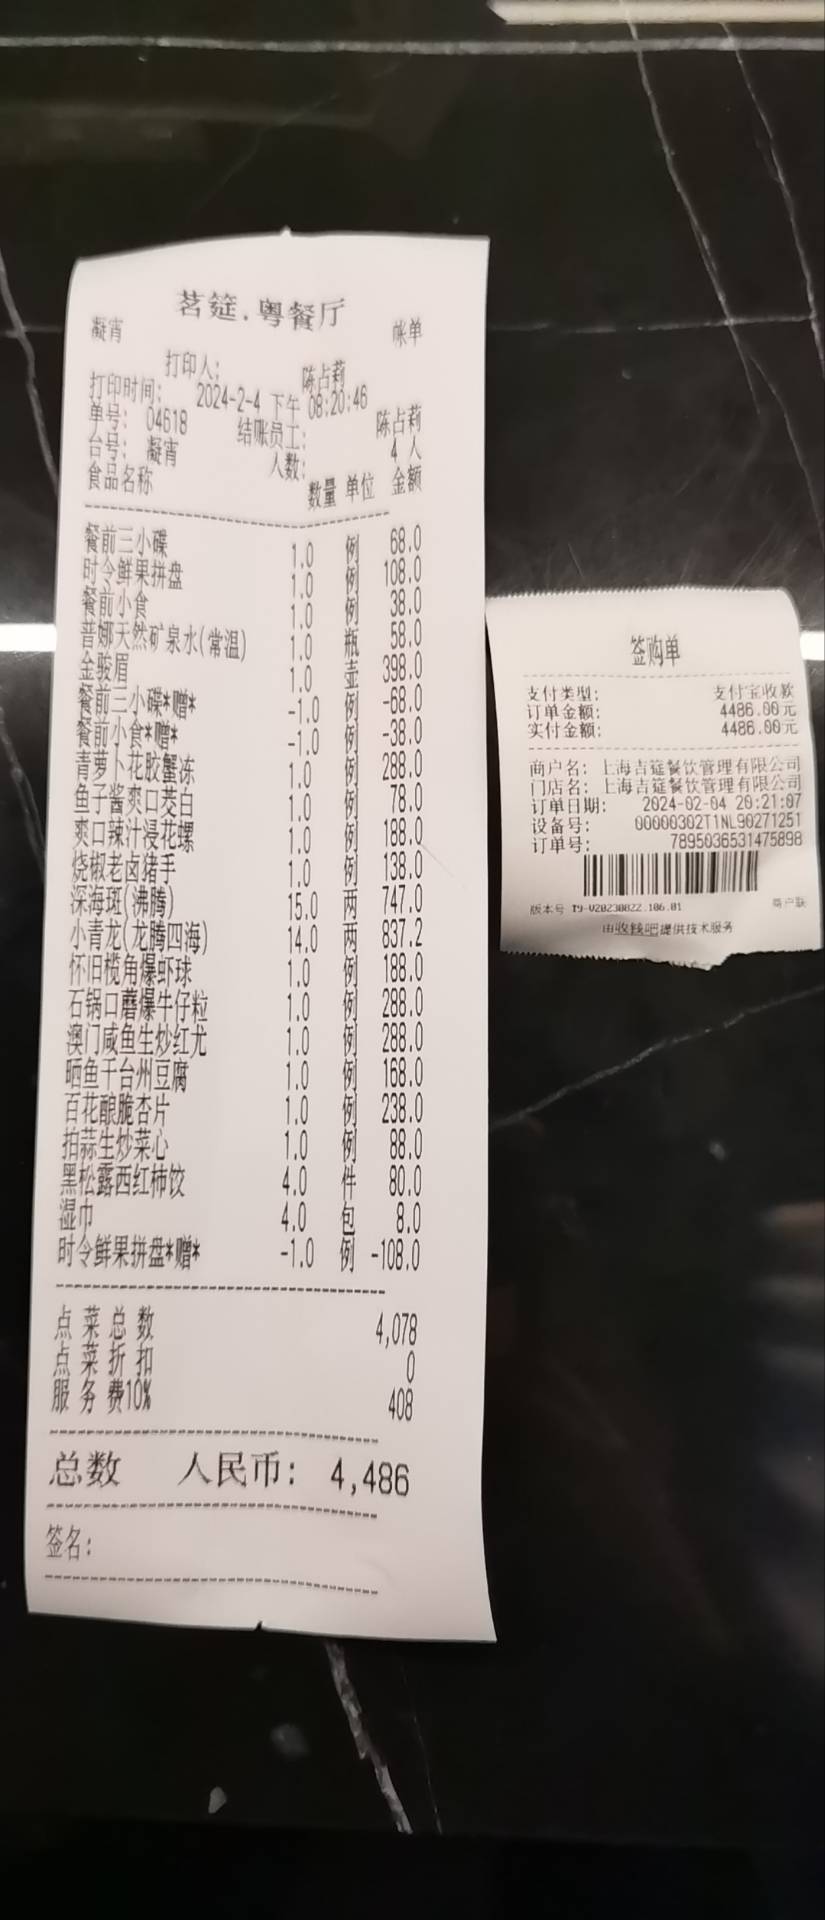 茗筵.粤餐厅
凝宵 帐单
打印人: 陈占莉
打印时间: 2024-2-4 下午 08:20:46
单号: 04618 结账员工: 陈占莉
台号: 凝宵 人数: 4 人
食品名称 数量 单位 金额
餐前三小碟 1.0 例 68.0
时令鲜果拼盘 1.0 例 108.0
餐前小食 1.0 例 38.0
普娜天然矿泉水(常温) 1.0 瓶 58.0
金骏眉 1.0 壶 398.0
餐前三小碟*赠* -1.0 例 -68.0
餐前小食*赠* -1.0 例 -38.0
青萝卜花胶蟹冻 1.0 例 288.0
鱼子酱爽口茭白 1.0 例 78.0
爽口辣汁浸花螺 1.0 例 188.0
烧椒老卤猪手 1.0 例 138.0
深海斑(沸腾) 15.0 两 747.0
小青龙(龙腾四海) 14.0 两 837.2
怀旧榄角爆虾球 1.0 例 188.0
石锅口蘑爆牛仔粒 1.0 例 288.0
澳门咸鱼生炒红尤 1.0 例 288.0
晒鱼干台州豆腐 1.0 例 168.0
百花酿脆杏片 1.0 例 238.0
拍蒜生炒菜心 1.0 例 88.0
黑松露西红柿饺 4.0 件 80.0
湿巾 4.0 包 8.0
时令鲜果拼盘*赠* -1.0 例 -108.0
点菜总数 4,078
点菜折扣 0
服务费10% 408
总数 人民币: 4,486
签名:
签购单
支付类型: 支付宝收款
订单金额: 4486.00元
实付金额: 4486.00元
商户名: 上海吉筵餐饮管理有限公司
门店名: 上海吉筵餐饮管理有限公司
订单日期: 2024-02-04 20:21:07
设备号: 00000302T1NL90271251
订单号: 7895036531475898
版本号 T9-V20230822.106.01 商户联
由收钱吧提供技术服务